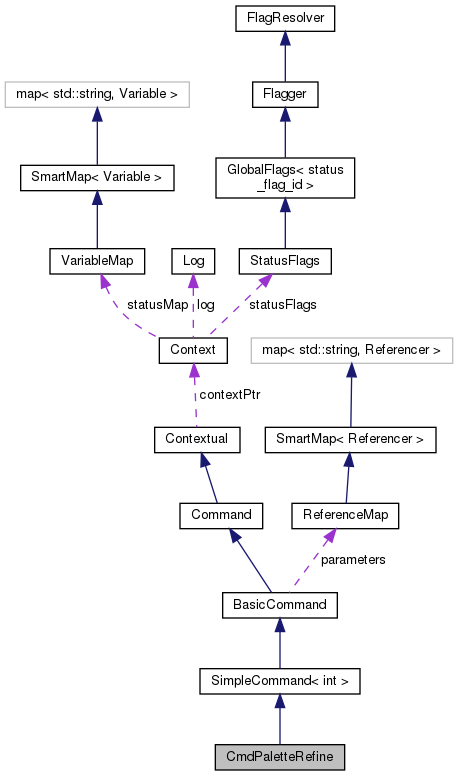 FlagResolver
map< std::string, Variable >
Flagger
SmartMap< Variable >
GlobalFlags< status
_flag_id >
VariableMap
Log
StatusFlags
statusMap
log
statusFlags
Context
map< std::string, Referencer >
contextPtr
Contextual
SmartMap< Referencer >
Command
ReferenceMap
parameters
BasicCommand
SimpleCommand< int >
CmdPaletteRefine